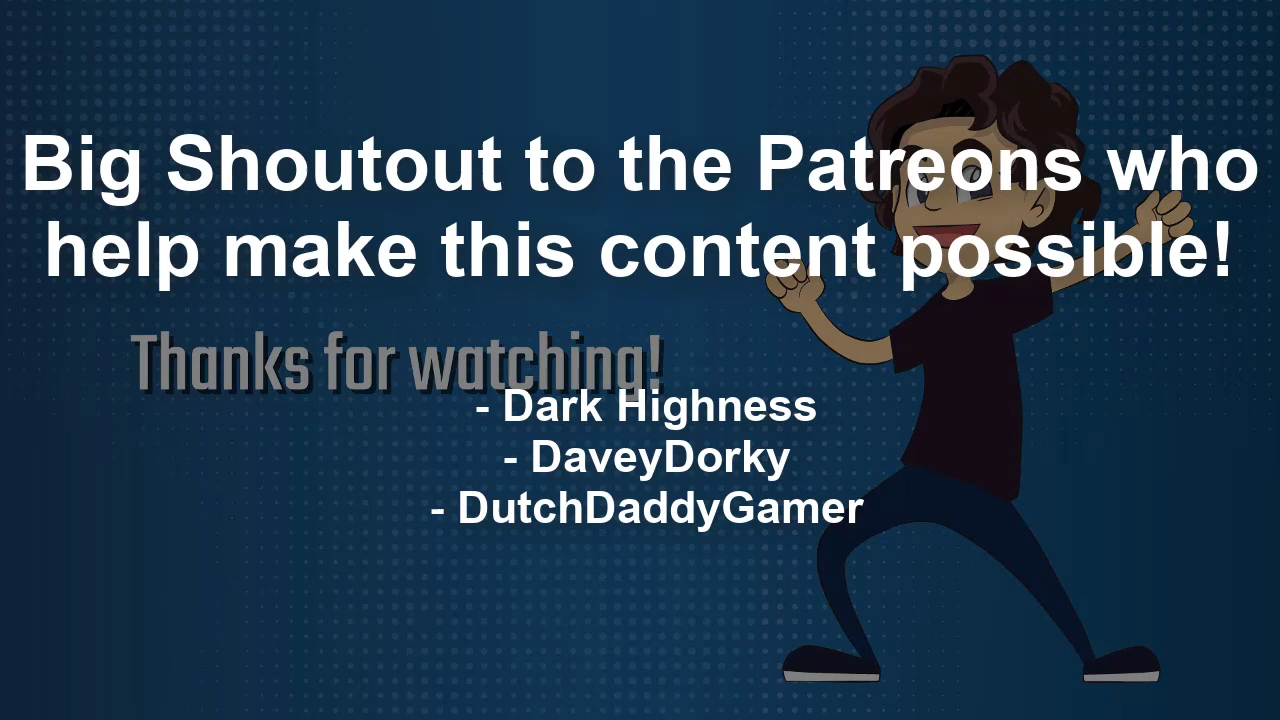 Big Shoutout to the Patreons who
help make this content possible!
Thanks for watching!
- Dark Highness
- DaveyDorky
- DutchDaddyGamer